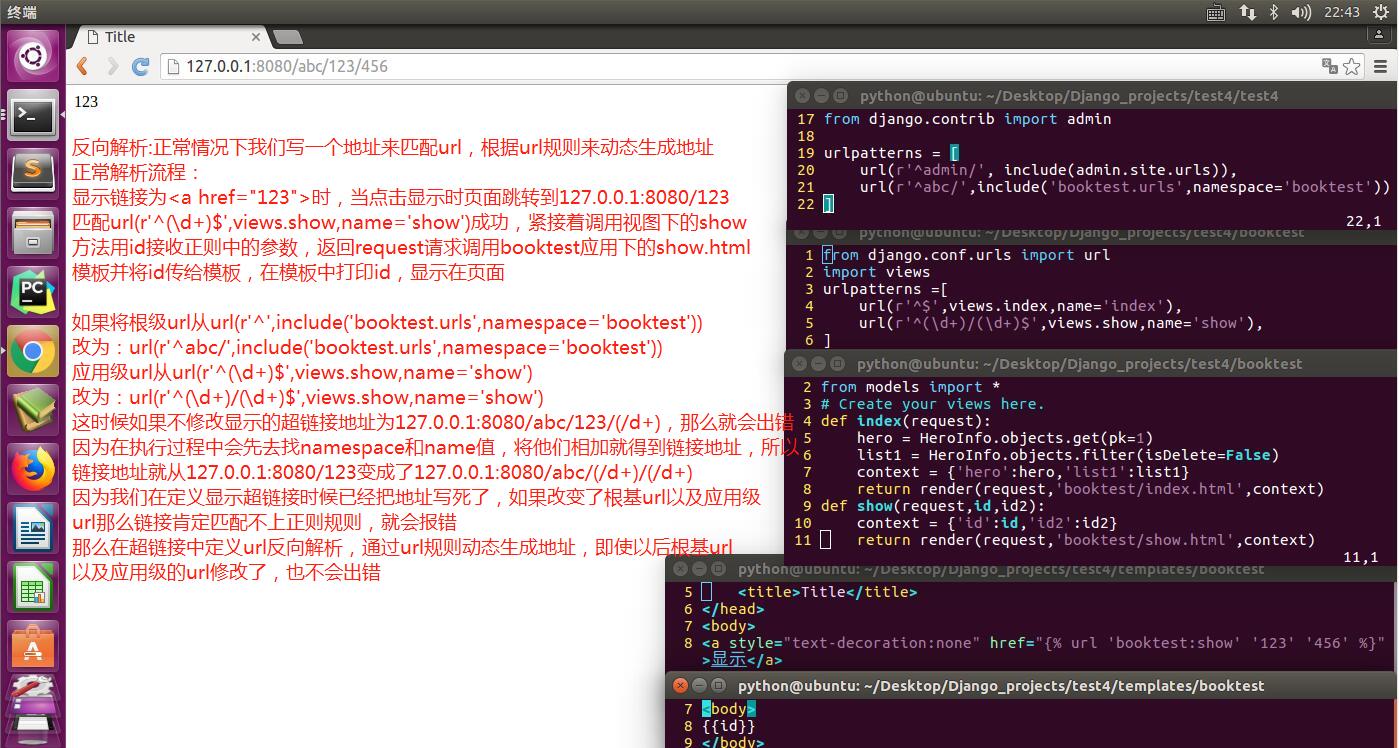 终端
22:43
Title
127.0.0.1:8080/abc/123/456
123
反向解析:正常情况下我们写一个地址来匹配url，根据url规则来动态生成地址
正常解析流程：
显示链接为<a href="123">时，当点击显示时页面跳转到127.0.0.1:8080/123
匹配url(r'^(\d+)$',views.show,name='show')成功，紧接着调用视图下的show
方法用id接收正则中的参数，返回request请求调用booktest应用下的show.html
模板并将id传给模板，在模板中打印id，显示在页面
如果将根级url从url(r'^',include('booktest.urls',namespace='booktest'))
改为：url(r'^abc/',include('booktest.urls',namespace='booktest'))
应用级url从url(r'^(\d+)$',views.show,name='show')
改为：url(r'^(\d+)/(\d+)$',views.show,name='show')
这时候如果不修改显示的超链接地址为127.0.0.1:8080/abc/123/(/d+)，那么就会出错
因为在执行过程中会先去找namespace和name值，将他们相加就得到链接地址，所以
链接地址就从127.0.0.1:8080/123变成了127.0.0.1:8080/abc/(/d+)/(/d+)
因为我们在定义显示超链接时候已经把地址写死了，如果改变了根基url以及应用级
url那么链接肯定匹配不上正则规则，就会报错
那么在超链接中定义url反向解析，通过url规则动态生成地址，即使以后根基url
以及应用级的url修改了，也不会出错
python@ubuntu: ~/Desktop/Django_projects/test4/test4
17 from django.contrib import admin
18
19 urlpatterns = [
20     url(r'^admin/', include(admin.site.urls)),
21     url(r'^abc/',include('booktest.urls',namespace='booktest'))
22 ]
22,1
python@ubuntu: ~/Desktop/Django_projects/test4/booktest
1 from django.conf.urls import url
2 import views
3 urlpatterns =[
4     url(r'^$',views.index,name='index'),
5     url(r'^(\d+)/(\d+)$',views.show,name='show'),
6 ]
python@ubuntu: ~/Desktop/Django_projects/test4/booktest
2 from models import *
3 # Create your views here.
4 def index(request):
5     hero = HeroInfo.objects.get(pk=1)
6     list1 = HeroInfo.objects.filter(isDelete=False)
7     context = {'hero':hero,'list1':list1}
8     return render(request,'booktest/index.html',context)
9 def show(request,id,id2):
10     context = {'id':id,'id2':id2}
11     return render(request,'booktest/show.html',context)
11,1
python@ubuntu: ~/Desktop/Django_projects/test4/templates/booktest
5     <title>Title</title>
6 </head>
7 <body>
8 <a style="text-decoration:none" href="{% url 'booktest:show' '123' '456' %}"
>显示</a>
python@ubuntu: ~/Desktop/Django_projects/test4/templates/booktest
7 <body>
8 {{id}}
9 </body>